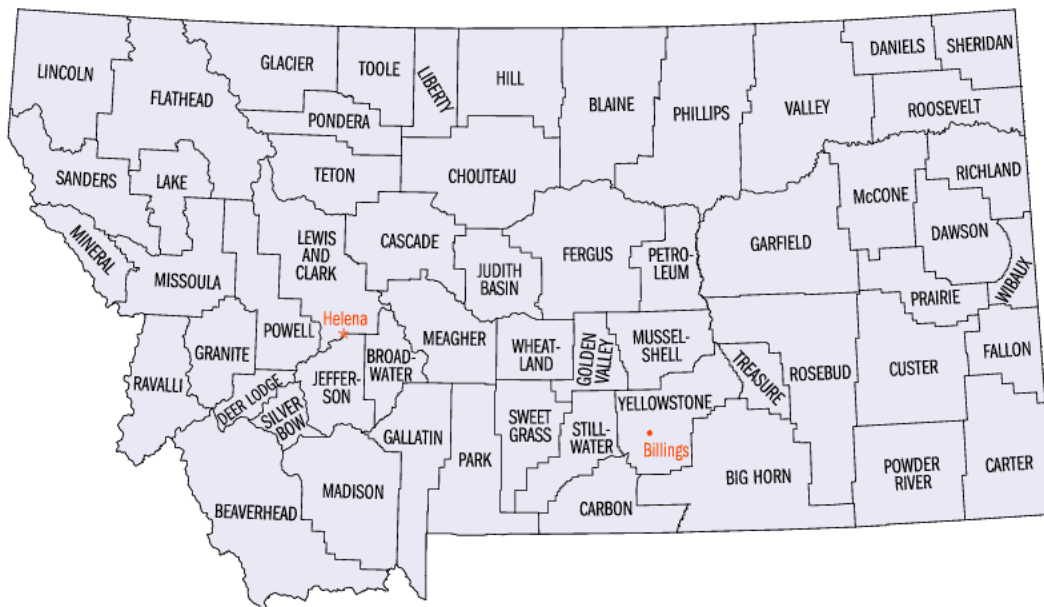 DANIELS
SHERIDAN
GLACIER
TOOLE
LIBERTY
HILL
LINCOLN
FLATHEAD
BLAINE
PHILLIPS
VALLEY
ROOSEVELT
PONDERA
TETON
CHOUTEAU
SANDERS
LAKE
RICHLAND
McCONE
DAWSON
MINERAL
MISSOULA
LEWIS
AND
CLARK
CASCADE
JUDITH
BASIN
FERGUS
PETRO-
LEUM
GARFIELD
PRAIRIE
WIBAUX
Helena
POWELL
GRANITE
RAVALLI
MEAGHER
BROAD-
WATER
JEFFER-
SON
WHEAT-
LAND
GOLDEN
VALLEY
MUSSEL-
SHELL
TREASURE
ROSEBUD
CUSTER
FALLON
DEER LODGE
SILVER
BOW
GALLATIN
PARK
SWEET
GRASS
STILL-
WATER
YELLOWSTONE
Billings
BIG HORN
POWDER
RIVER
CARTER
MADISON
BEAVERHEAD
CARBON